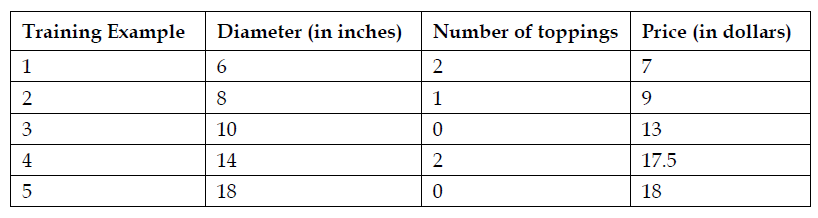 Training Example Diameter (in inches) Number of toppings Price (in dollars)
1 6 2 7
2 8 1 9
3 10 0 13
4 14 2 17.5
5 18 0 18